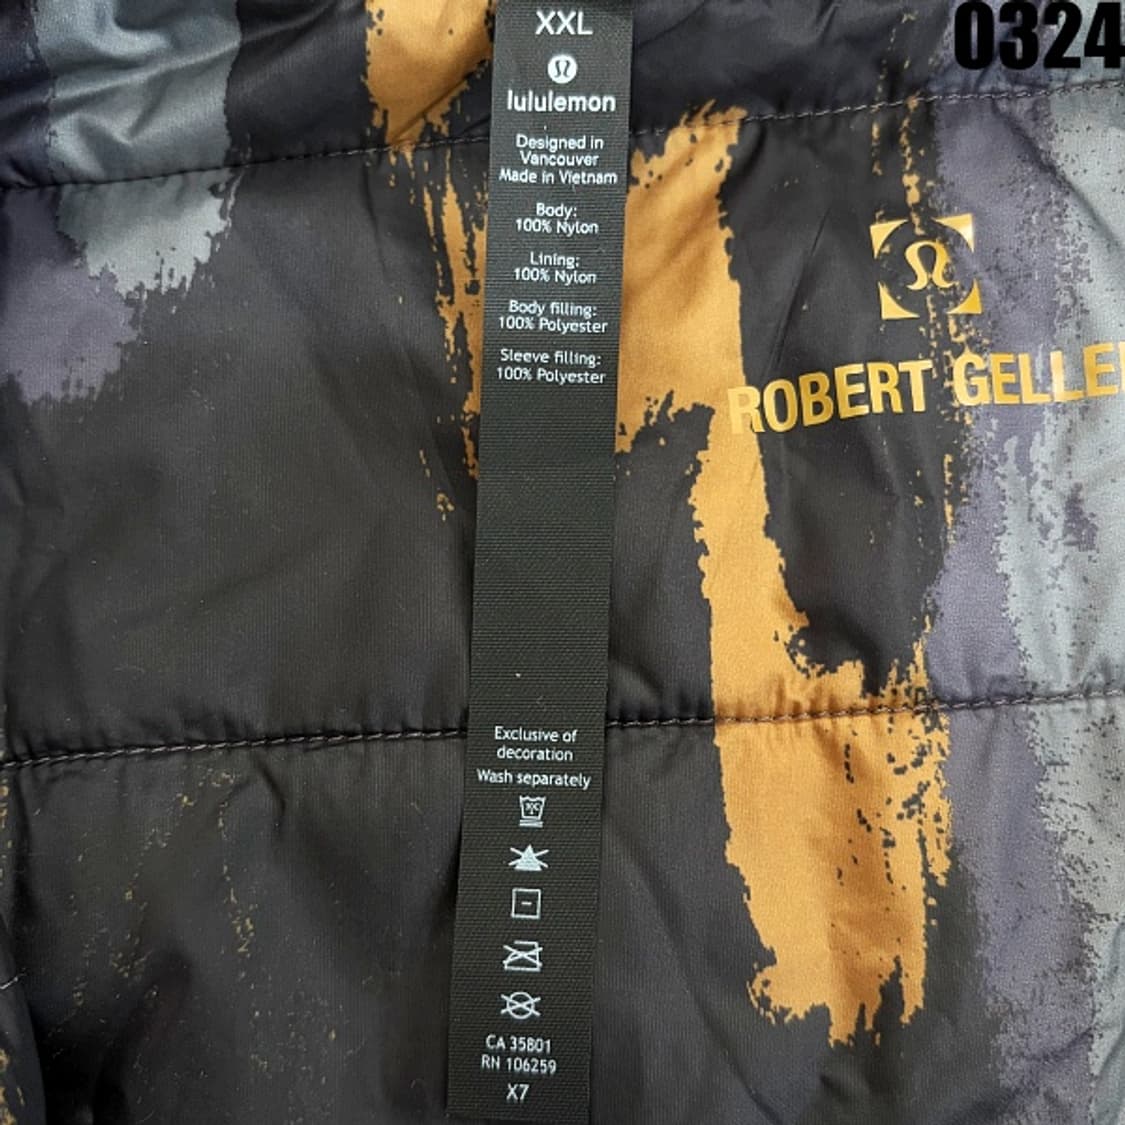 0324
XXL
lululemon
Designed in
Vancouver
Made in Vietnam
Body:
100% Nylon
Lining:
100% Nylon
Body filling:
100% Polyester
Sleeve filling:
100% Polyester
ROBERT GELLE
Exclusive of
decoration
Wash separately
CA 35801
RN 106259
X7